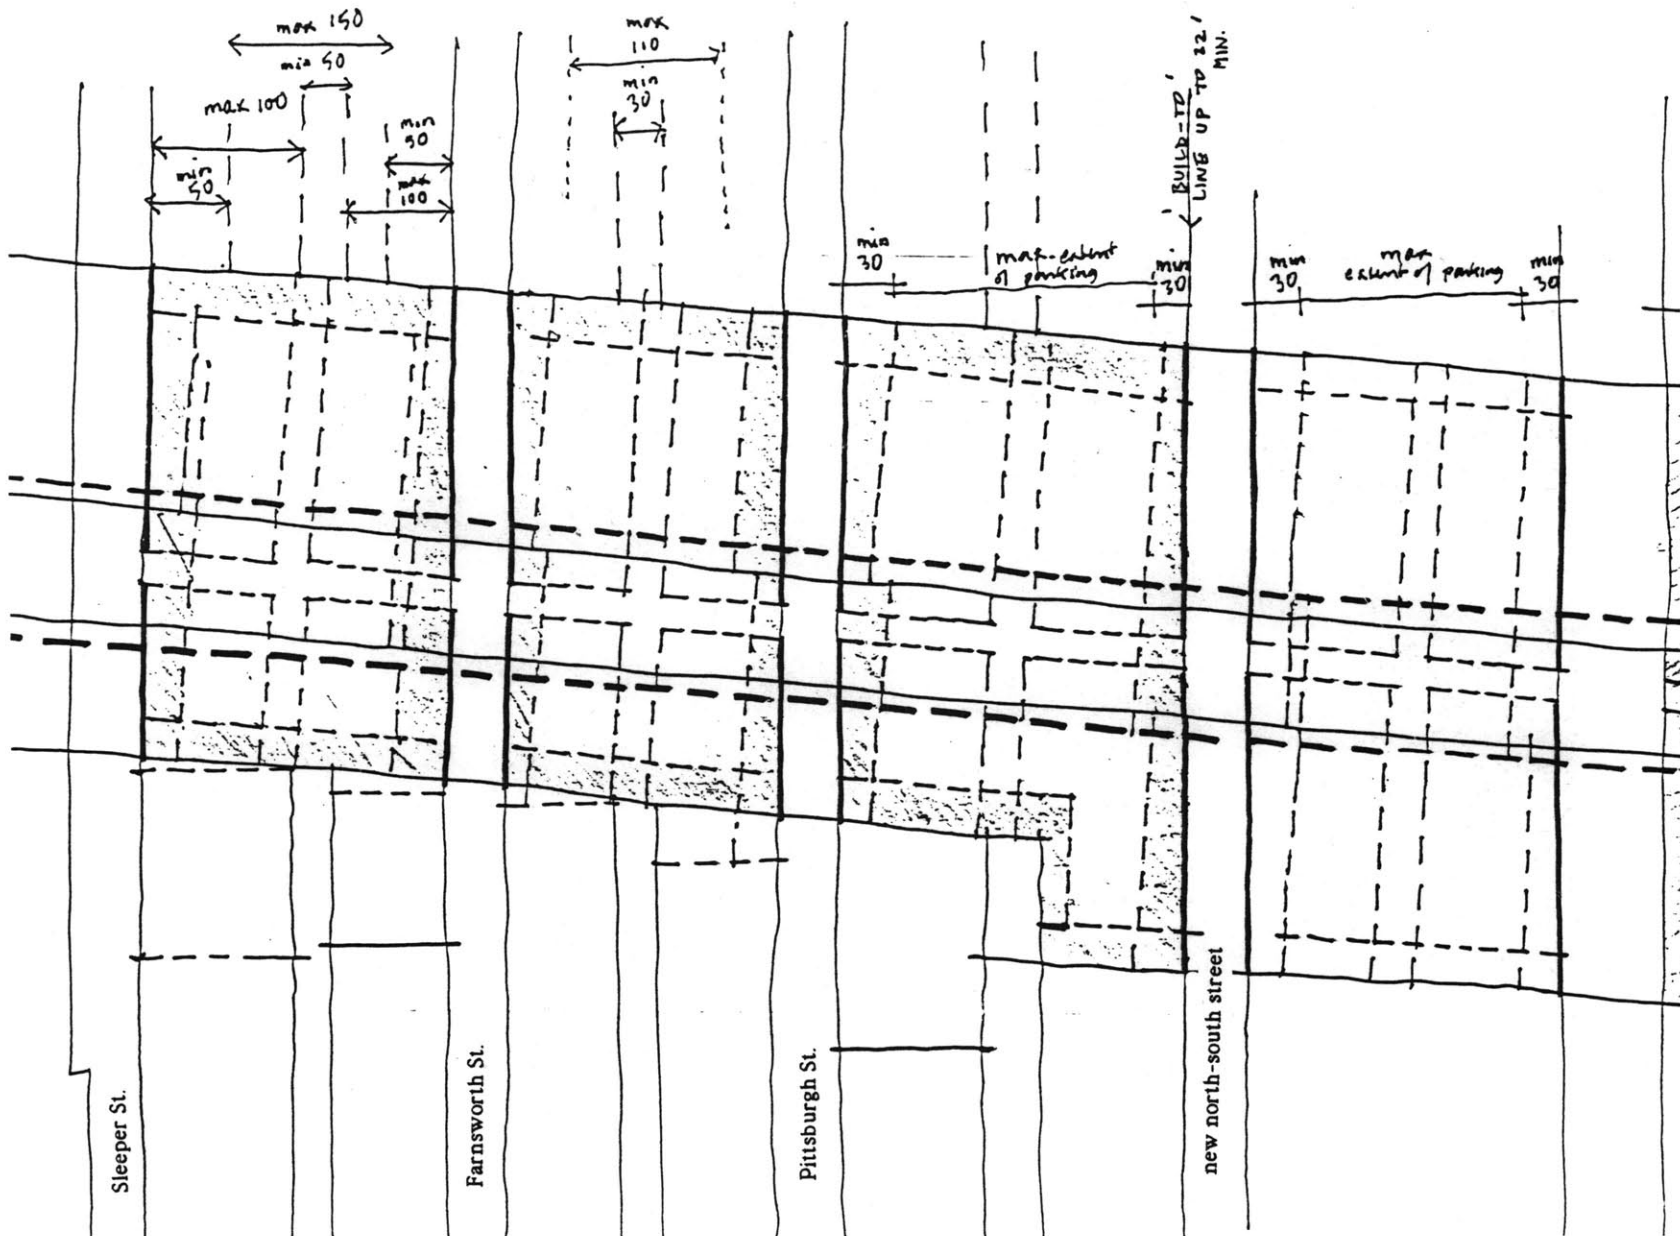 max 150
min 50
max 100
min
50
min
50
max
100
max
110
min
30
'BUILD-TO'
LINE UP TO 22'
MIN.
min
30
max-extent
of parking
min
30
min
30
max
extent of parking
min
30
Sleeper St.
Farnsworth St.
Pittsburgh St.
new north-south street